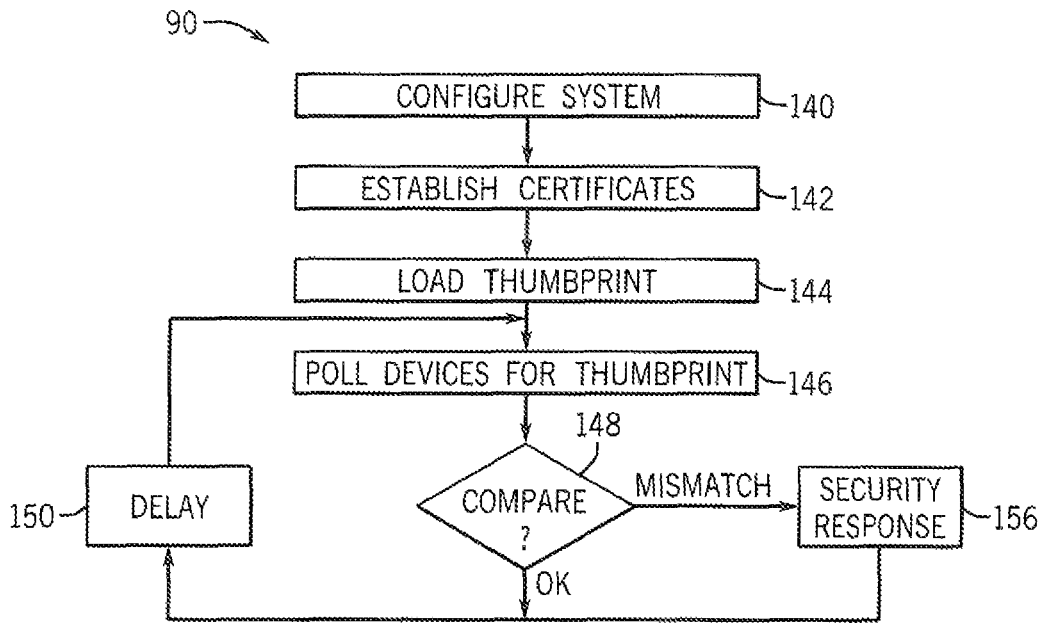 90
CONFIGURE SYSTEM
140
ESTABLISH CERTIFICATES
142
LOAD THUMBPRINT
144
POLL DEVICES FOR THUMBPRINT
146
148
COMPARE
?
MISMATCH
SECURITY
RESPONSE
156
DELAY
150
OK